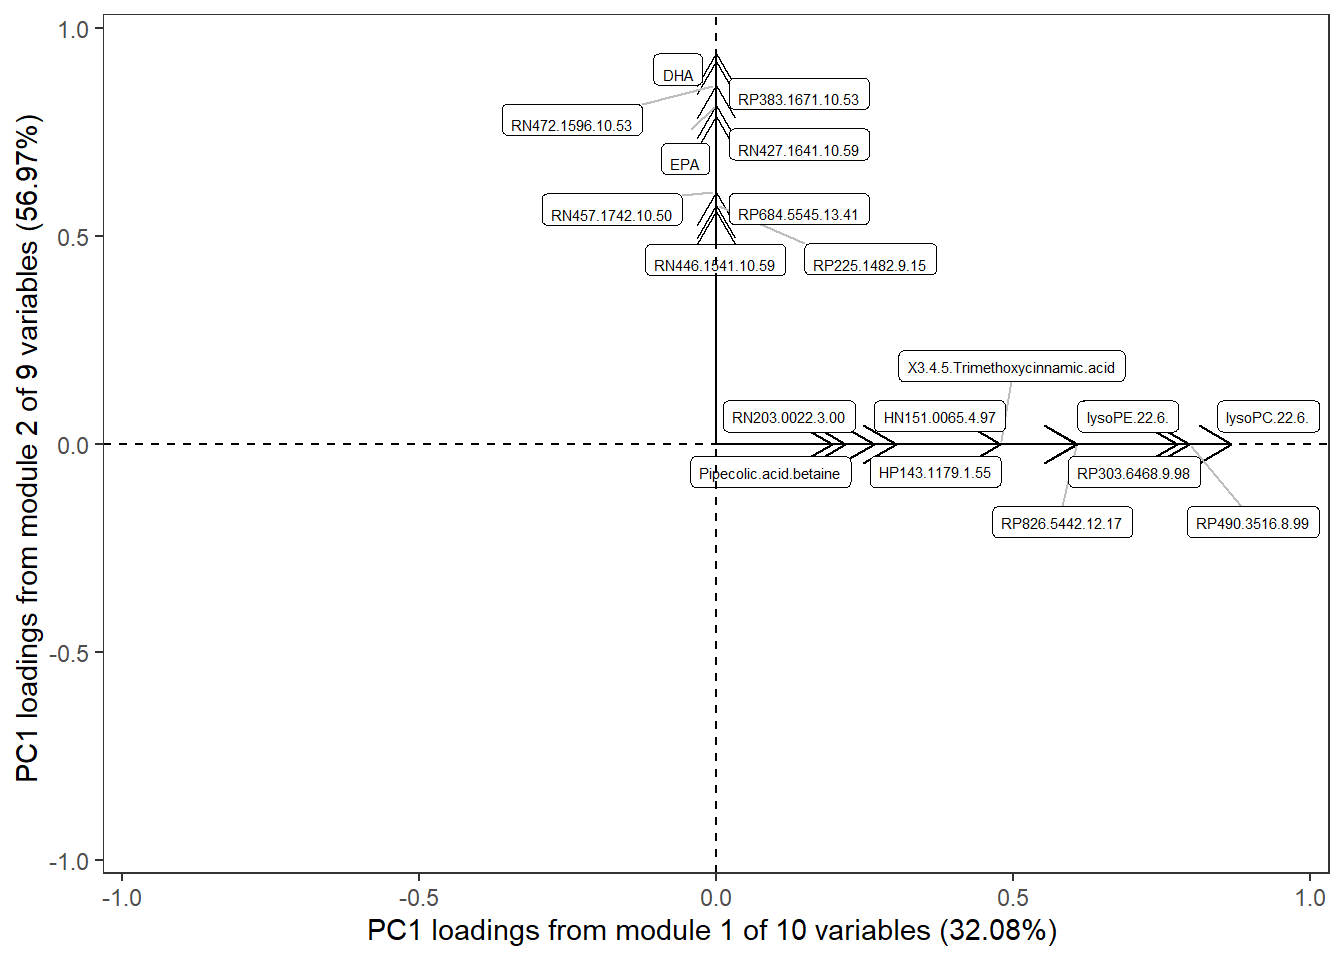 PC1 loadings from module 2 of 9 variables (56.97%)
1.0
0.5
0.0
-0.5
-1.0
DHA
RP383.1671.10.53
RN472.1596.10.53
RN427.1641.10.59
EPA
RN457.1742.10.50
RP684.5545.13.41
RN446.1541.10.59
RP225.1482.9.15
X3.4.5.Trimethoxycinnamic.acid
RN203.0022.3.00
HN151.0065.4.97
lysoPE.22.6.
lysoPC.22.6.
Pipecolic.acid.betaine
HP143.1179.1.55
RP303.6468.9.98
RP826.5442.12.17
RP490.3516.8.99
-1.0
-0.5
0.0
0.5
1.0
PC1 loadings from module 1 of 10 variables (32.08%)